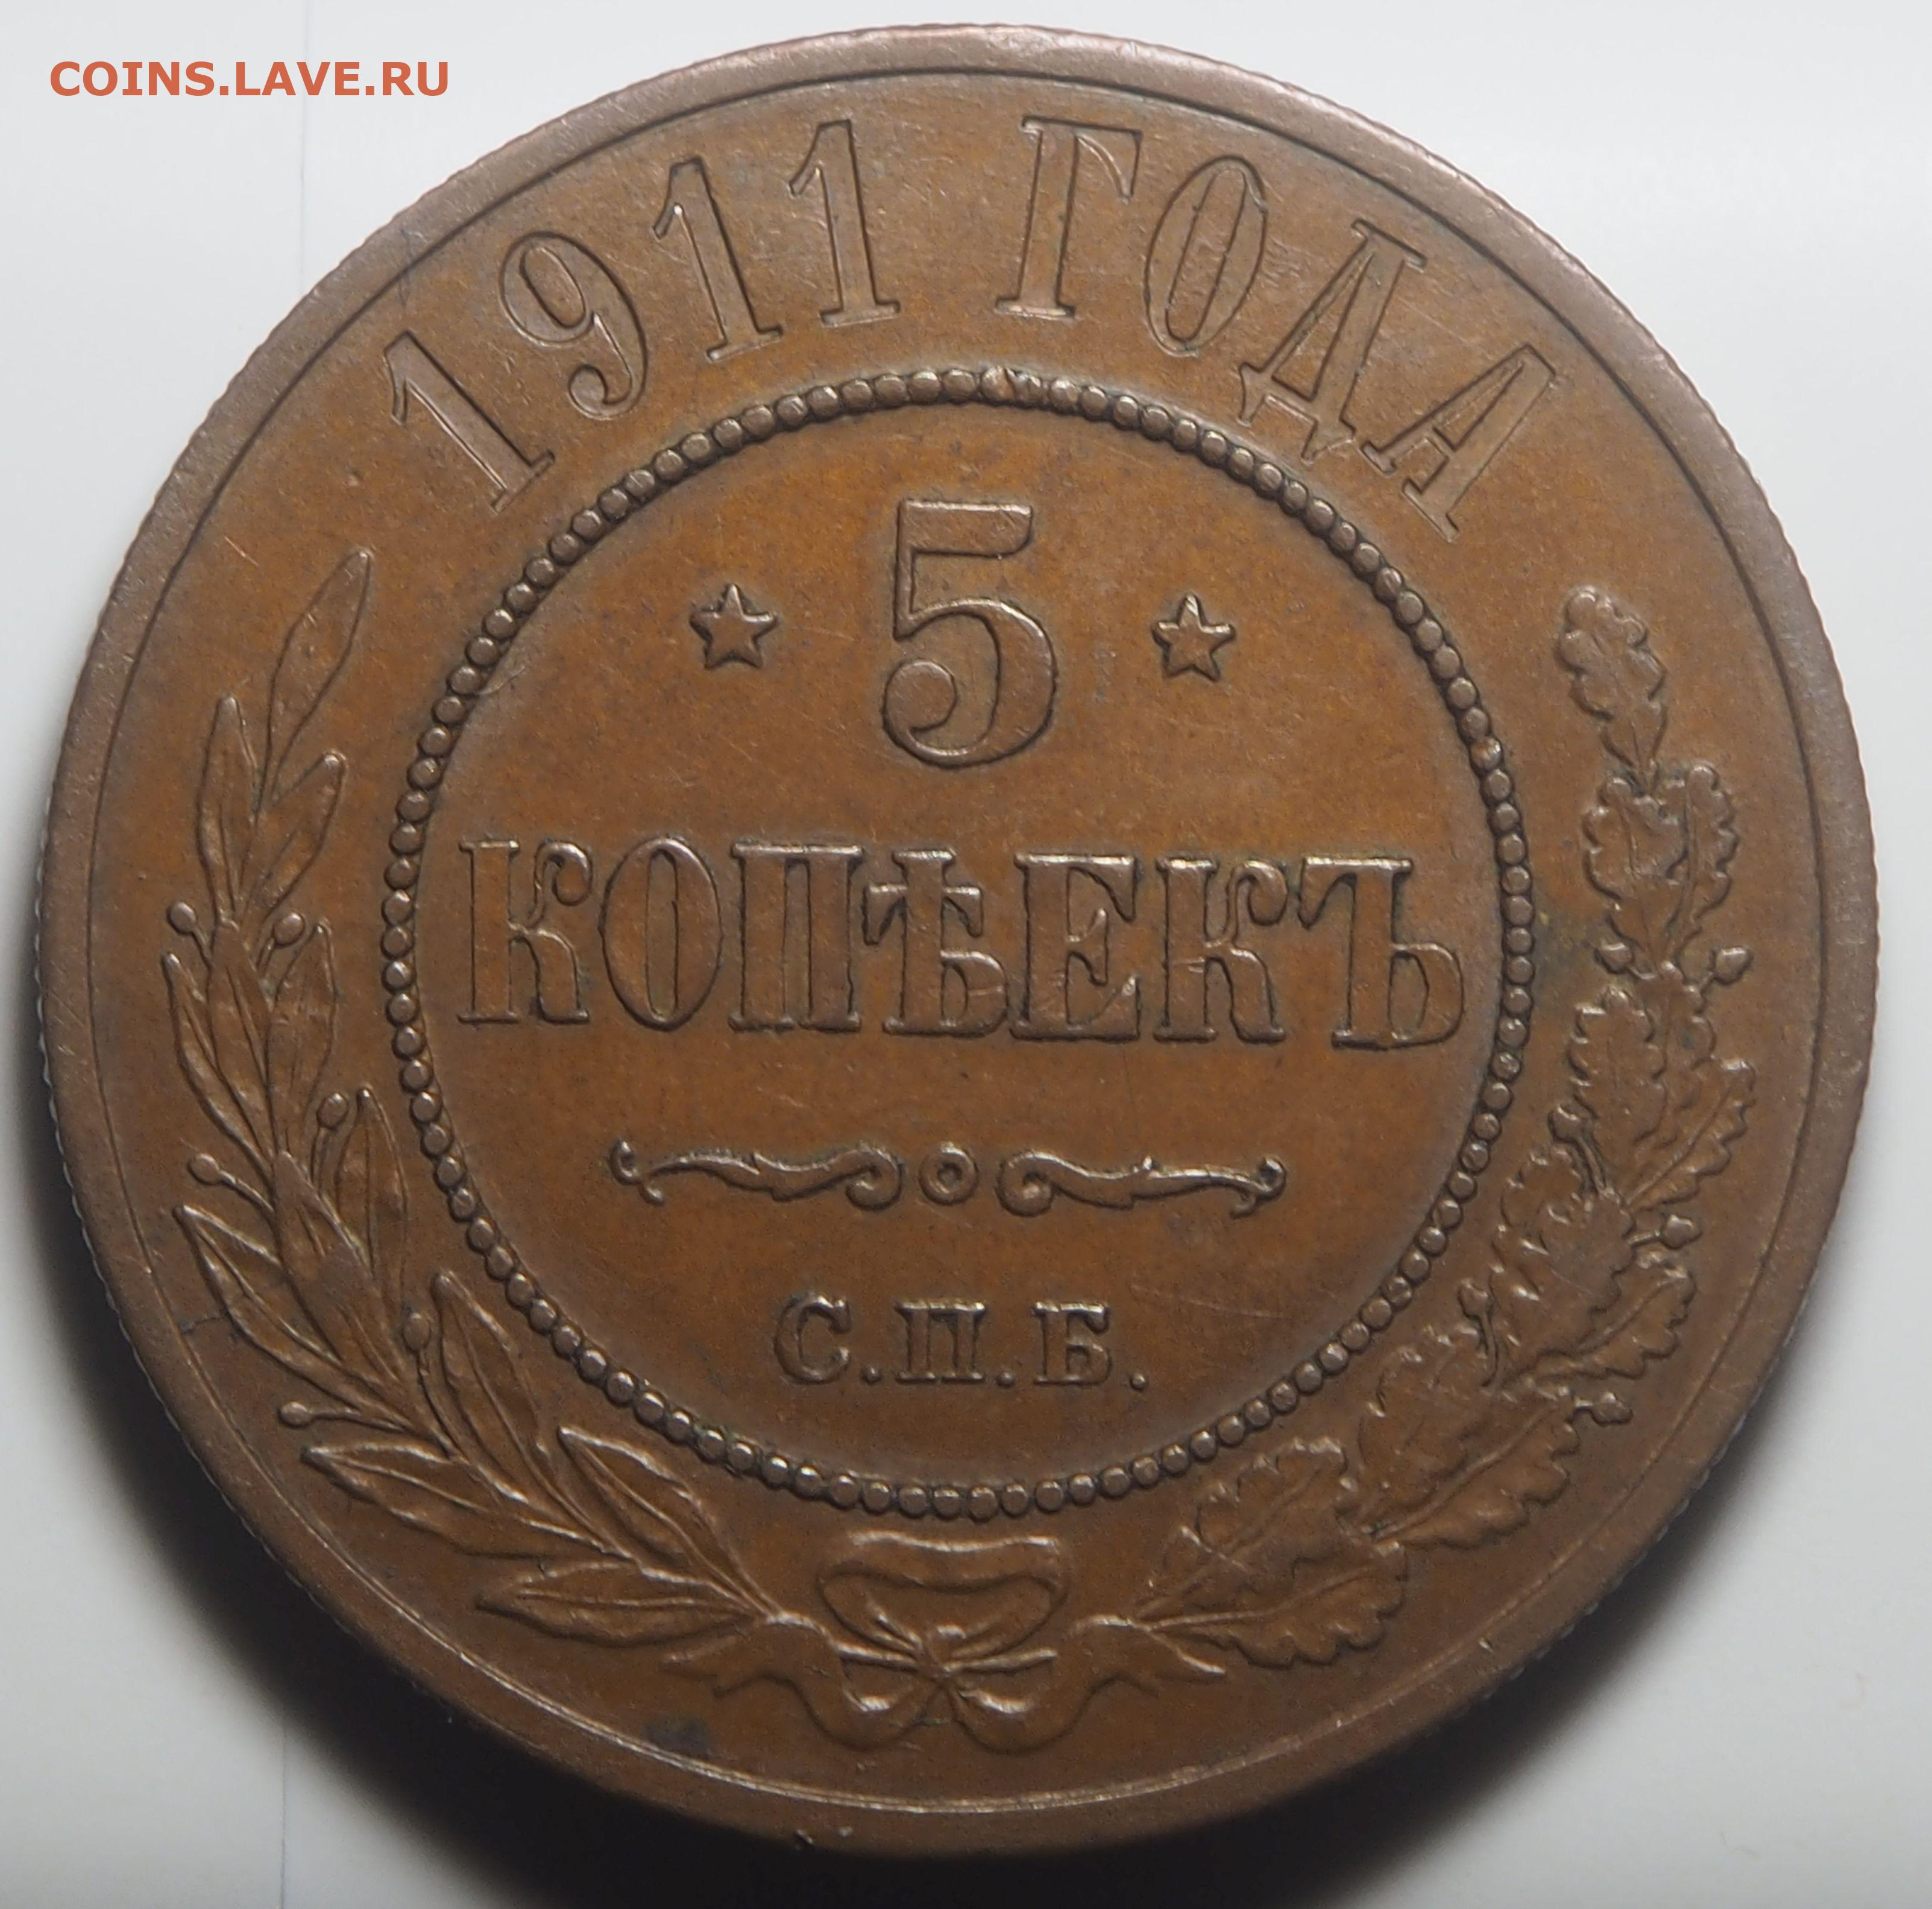 COINS.LAVE.RU
1911 ГОДА
5
КОПѢЕКЪ
С.П.Б.